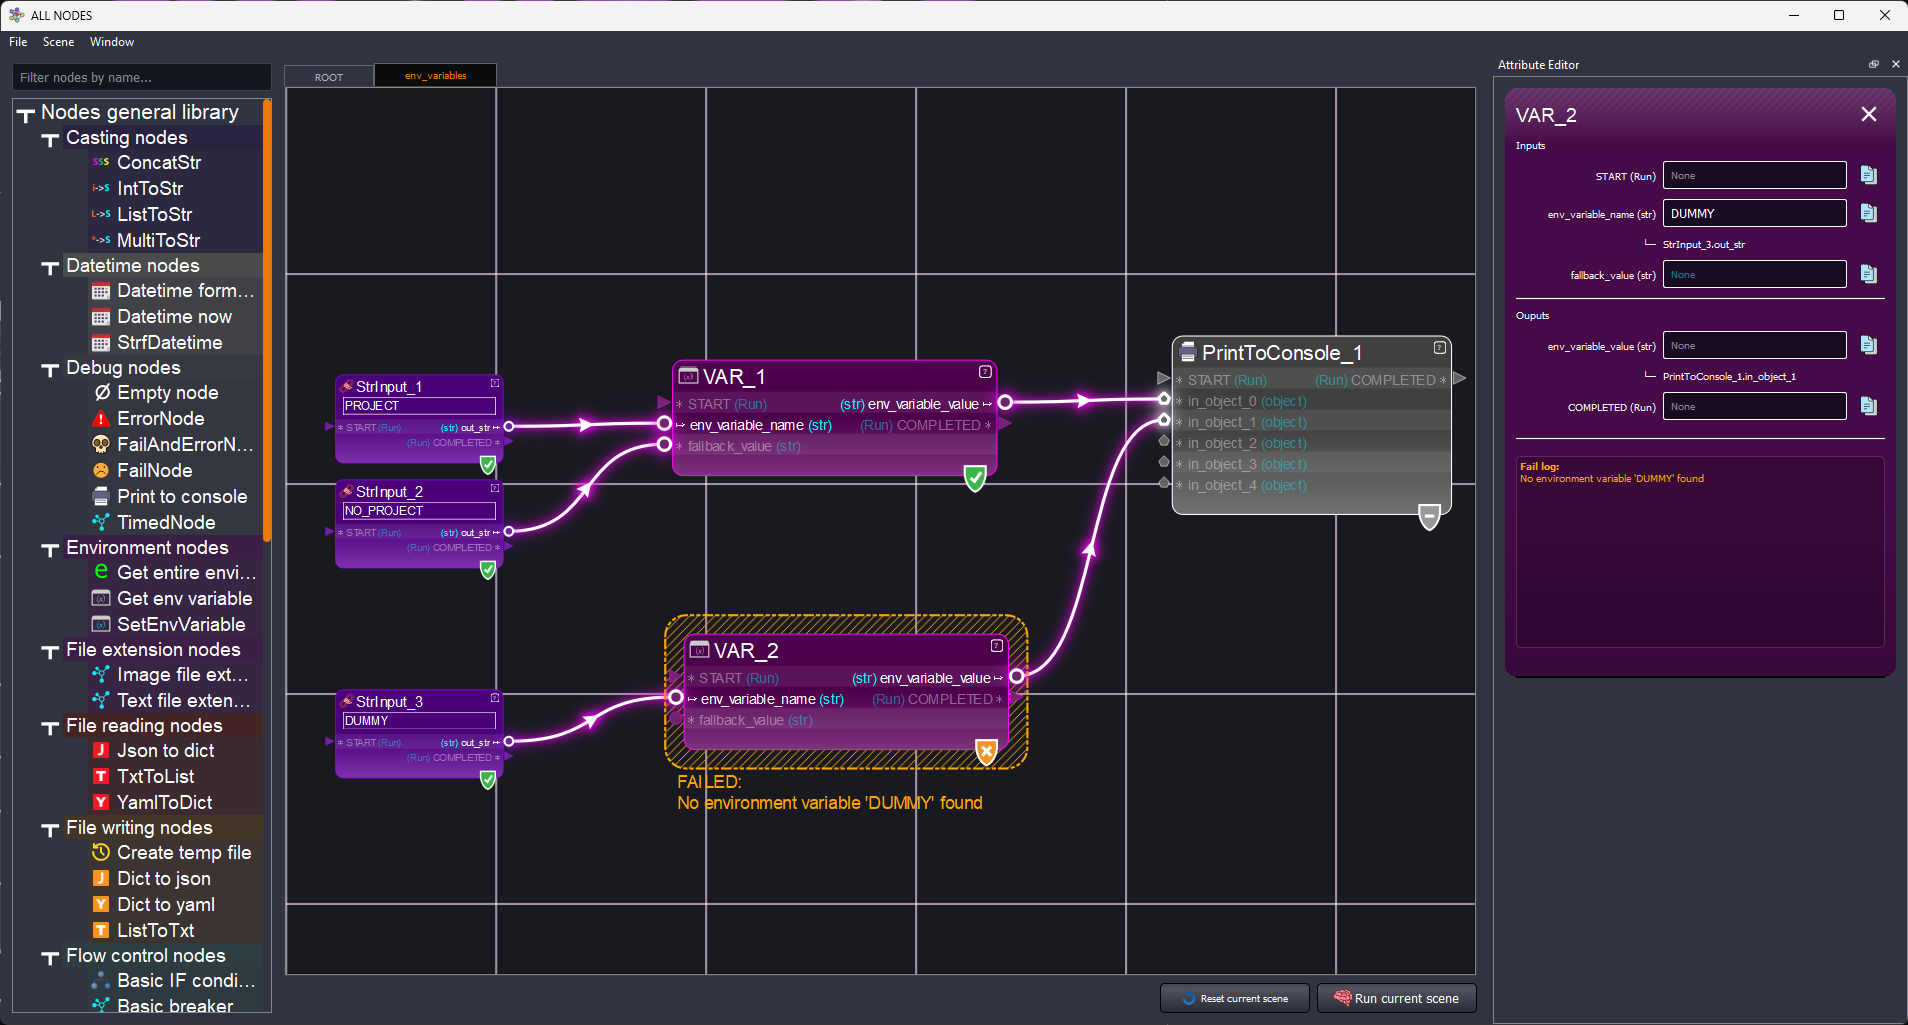 ALL NODES
File Scene Window
Filter nodes by name...
Nodes general library
Casting nodes
SSS ConcatStr
i->S IntToStr
L->S ListToStr
*->S MultiToStr
Datetime nodes
Datetime form...
Datetime now
StrfDatetime
Debug nodes
Empty node
ErrorNode
FailAndErrorN...
FailNode
Print to console
TimedNode
Environment nodes
e Get entire envi...
(x) Get env variable
(x) SetEnvVariable
File extension nodes
Image file ext...
Text file exten...
File reading nodes
J Json to dict
T TxtToList
Y YamlToDict
File writing nodes
Create temp file
J Dict to json
Y Dict to yaml
T ListToTxt
Flow control nodes
Basic IF condi...
Basic breaker
ROOT env_variables
StrInput_1 ?
PROJECT
* START (Run) (str) out_str
(Run) COMPLETED *
StrInput_2 ?
NO_PROJECT
* START (Run) (str) out_str
(Run) COMPLETED *
StrInput_3 ?
DUMMY
* START (Run) (str) out_str
(Run) COMPLETED *
(x) VAR_1 ?
* START (Run) (str) env_variable_value
env_variable_name (str) (Run) COMPLETED *
* fallback_value (str)
(x) VAR_2 ?
* START (Run) (str) env_variable_value
env_variable_name (str) (Run) COMPLETED *
* fallback_value (str)
FAILED:
No environment variable 'DUMMY' found
PrintToConsole_1 ?
* START (Run) (Run) COMPLETED *
* in_object_0 (object)
* in_object_1 (object)
* in_object_2 (object)
* in_object_3 (object)
* in_object_4 (object)
Reset current scene Run current scene
Attribute Editor
VAR_2
Inputs
START (Run) None
env_variable_name (str) DUMMY
StrInput_3.out_str
fallback_value (str) None
Ouputs
env_variable_value (str) None
PrintToConsole_1.in_object_1
COMPLETED (Run) None
Fail log:
No environment variable 'DUMMY' found